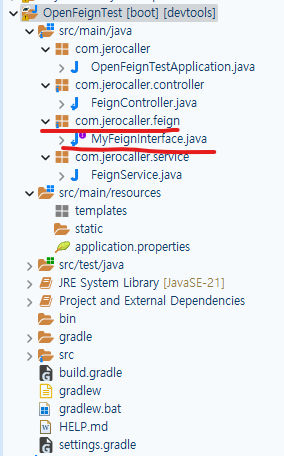 OpenFeignTest [boot] [devtools]
src/main/java
com.jerocaller
OpenFeignTestApplication.java
com.jerocaller.controller
FeignController.java
com.jerocaller.feign
MyFeignInterface.java
com.jerocaller.service
FeignService.java
src/main/resources
templates
static
application.properties
src/test/java
JRE System Library [JavaSE-21]
Project and External Dependencies
bin
gradle
src
build.gradle
gradlew
gradlew.bat
HELP.md
settings.gradle